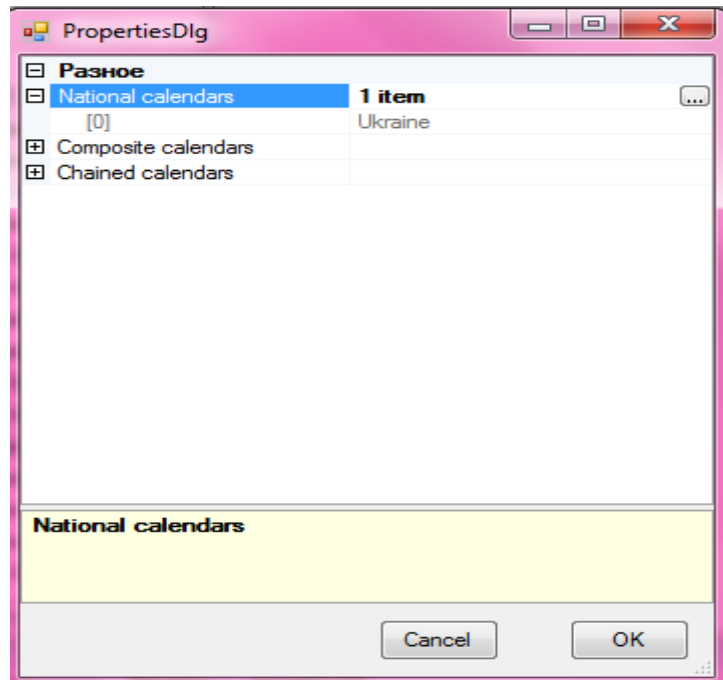 PropertiesDlg
Разное
National calendars 1 item ...
[0] Ukraine
Composite calendars
Chained calendars
National calendars
Cancel OK